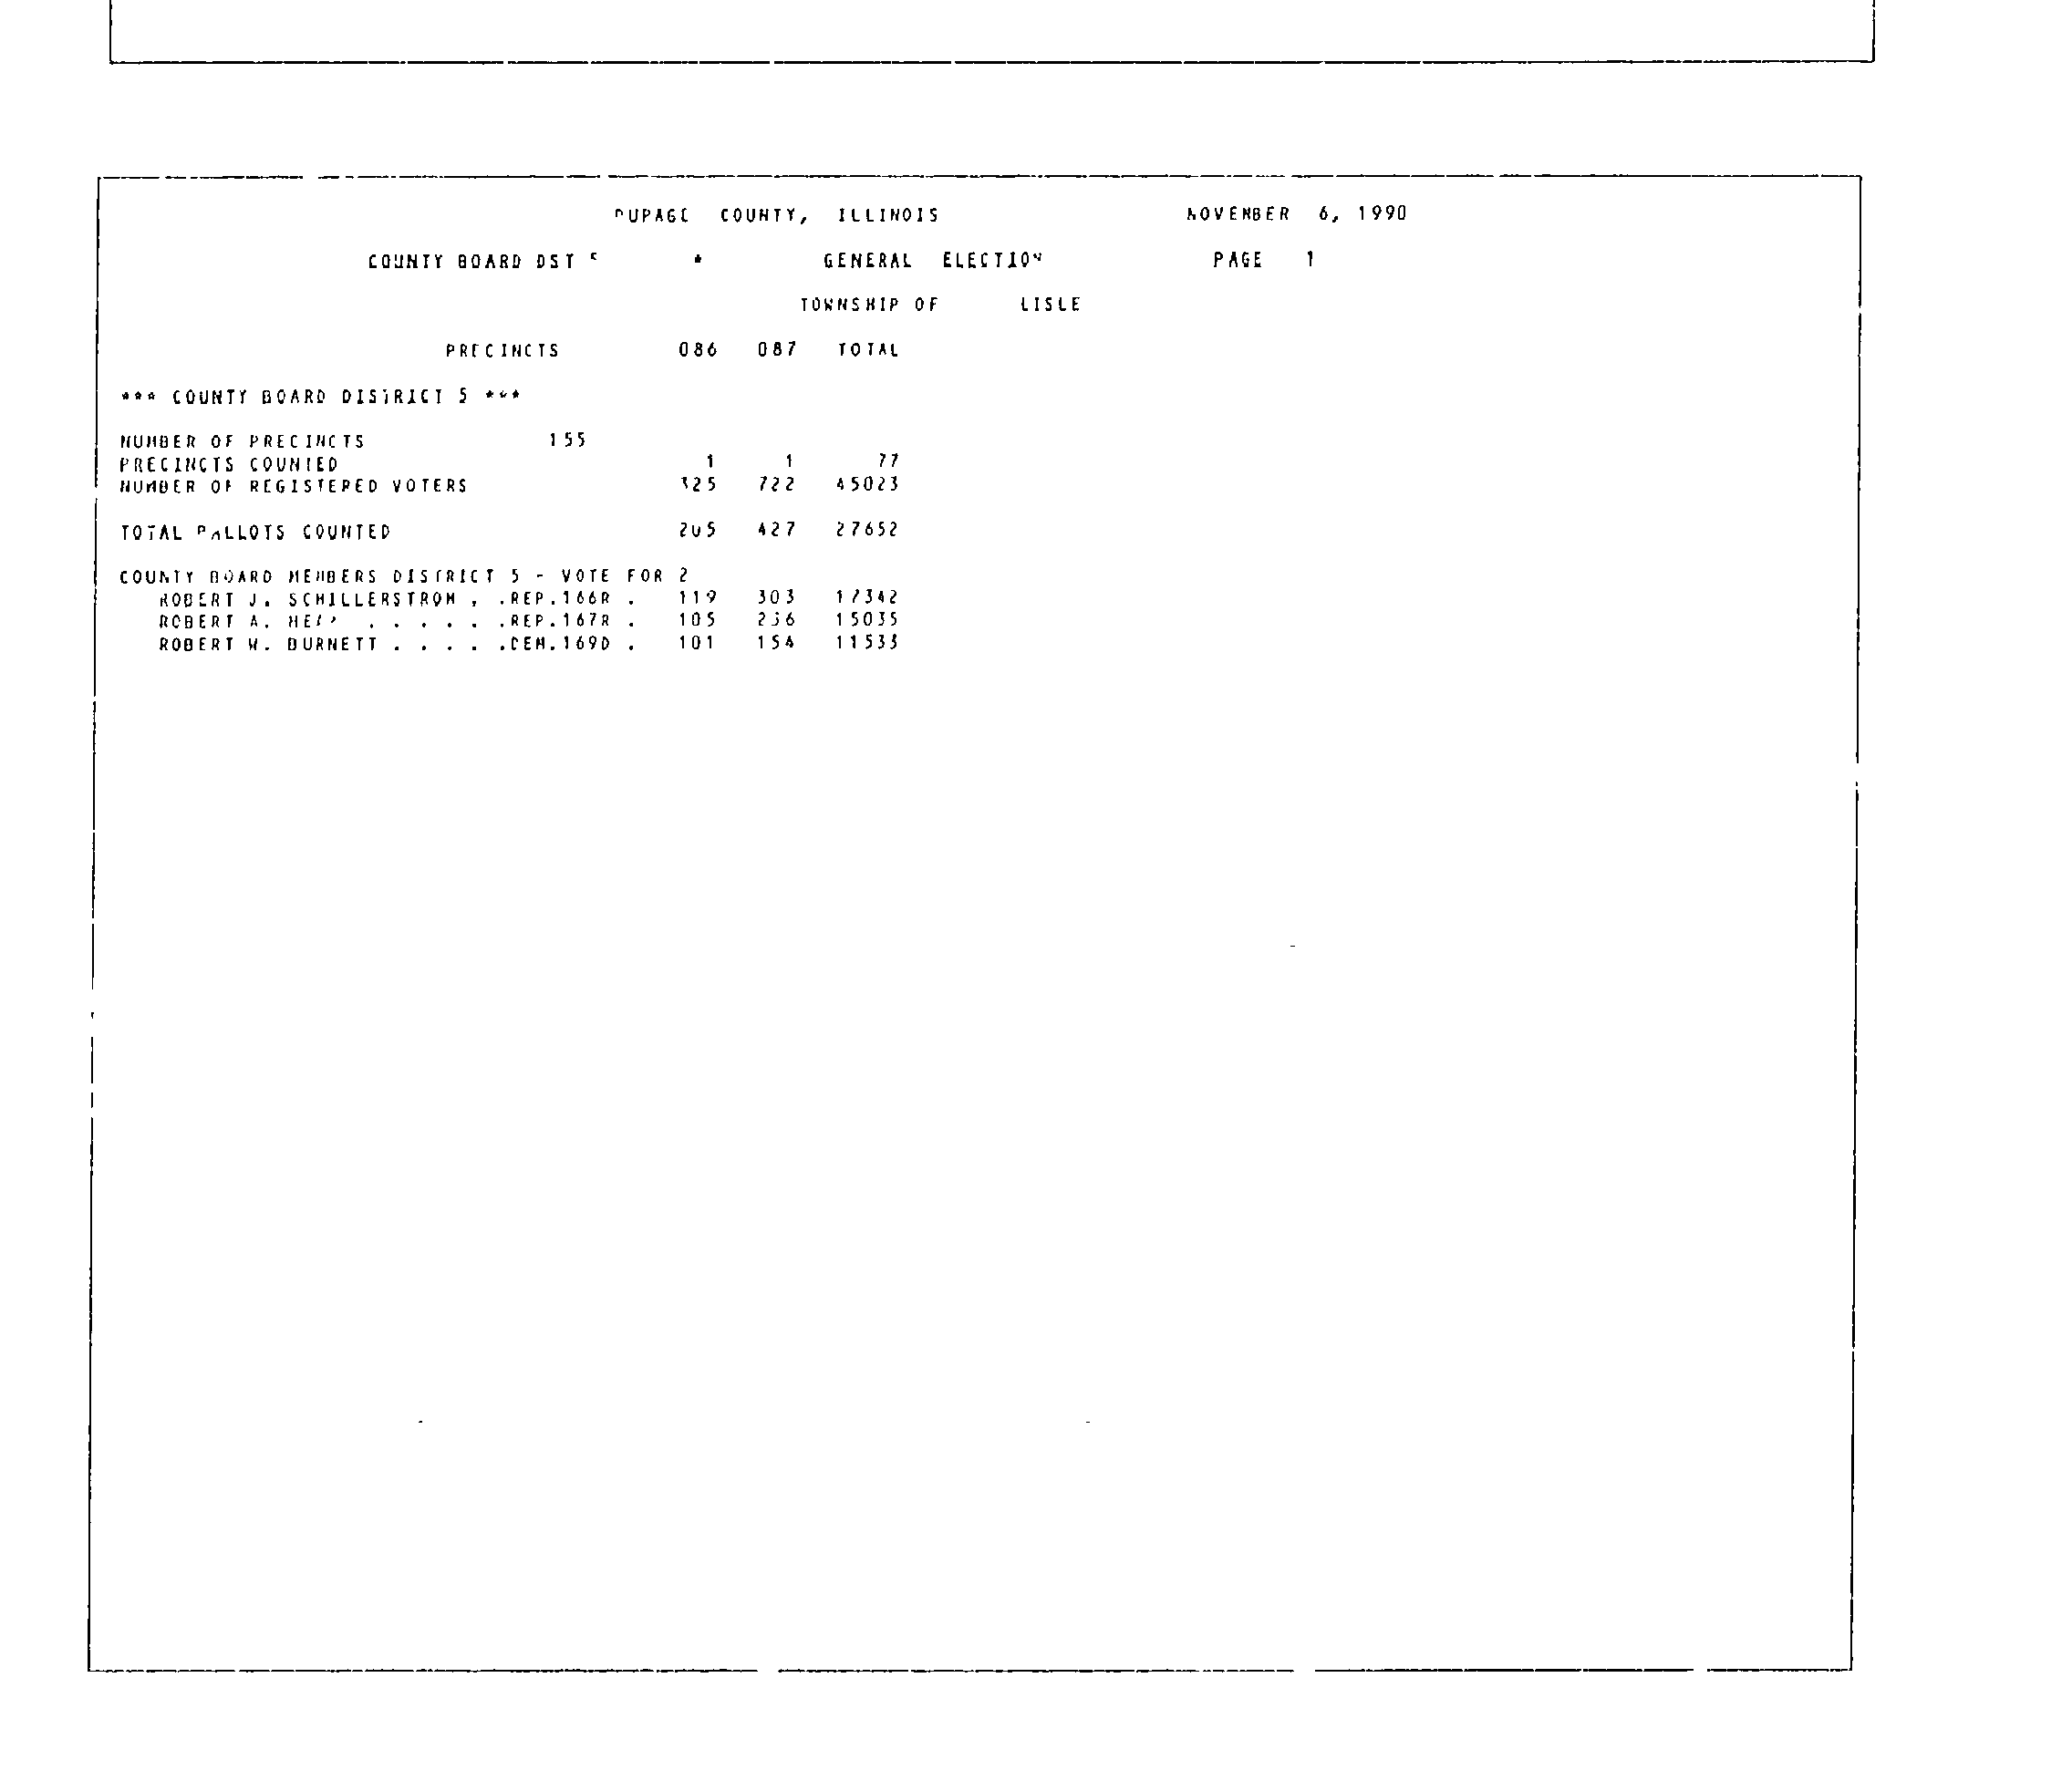 DUPAGE COUNTY, ILLINOIS NOVEMBER 6, 1990
COUNTY BOARD DST 5 * GENERAL ELECTION PAGE 1
TOWNSHIP OF LISLE
PRECINCTS 086 087 TOTAL
*** COUNTY BOARD DISTRICT 5 ***
NUMBER OF PRECINCTS 155
PRECINCTS COUNTED 1 1 77
NUMBER OF REGISTERED VOTERS 325 722 45023
TOTAL BALLOTS COUNTED 205 427 27652
COUNTY BOARD MEMBERS DISTRICT 5 - VOTE FOR 2
ROBERT J. SCHILLERSTROM . .REP.166R . 119 303 17342
ROBERT A. . . . . . .REP.167R . 105 236 15035
ROBERT W. BURNETT . . . . .DEM.169D . 101 154 11533